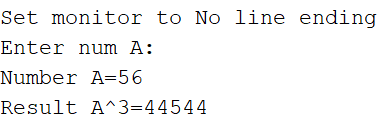 Set monitor to No line ending
Enter num A:
Number A=56
Result A^3=44544